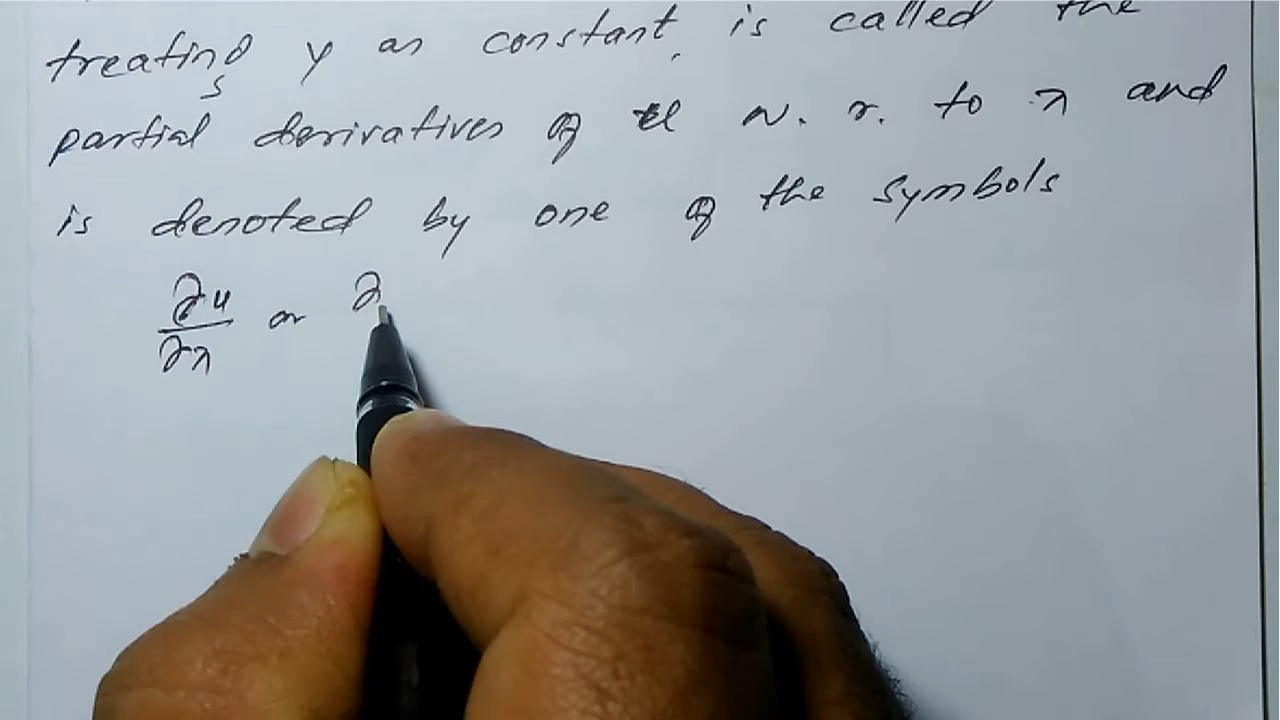 treating y as constant, is called the
partial derivatives of u w. r. to x and
is denoted by one of the symbols
∂u/∂x or ∂